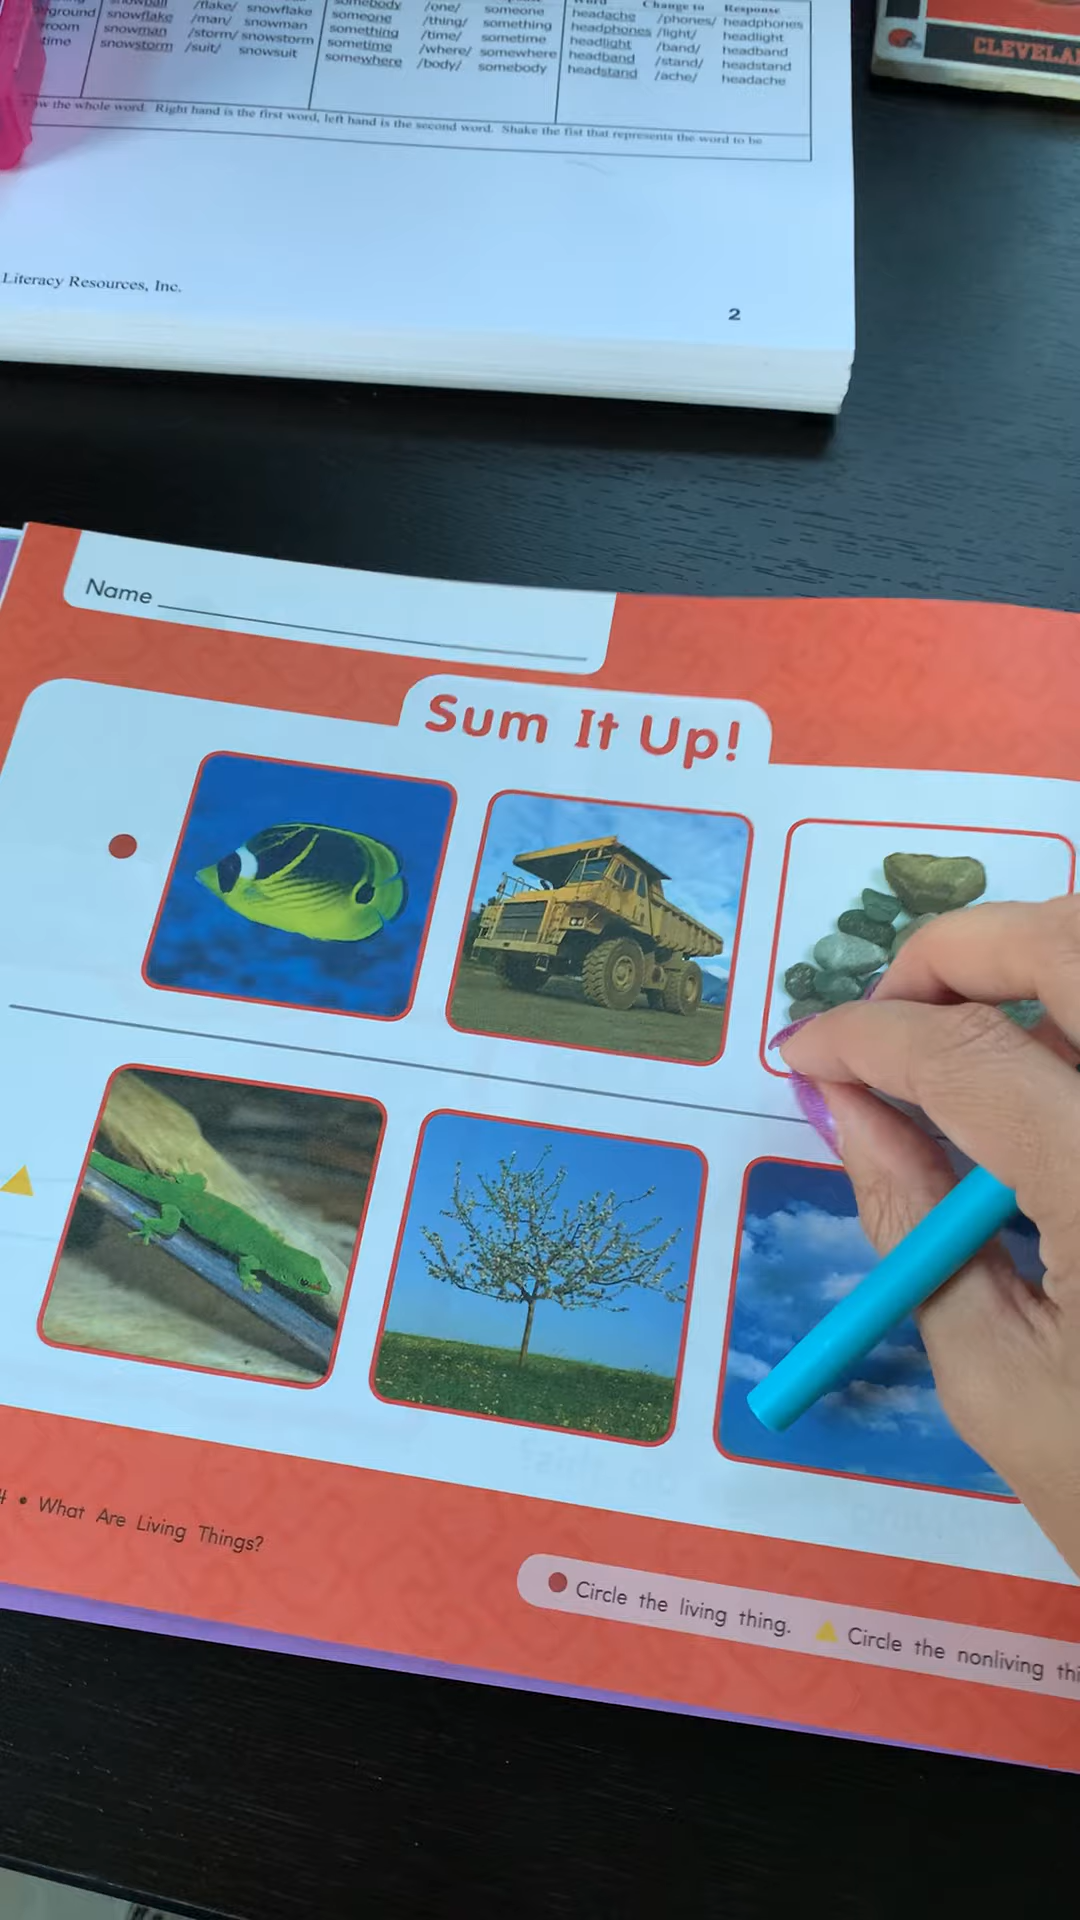 /flake/ snowflake
snowflake /man/ snowman
snowman /storm/ snowstorm
snowstorm /suit/ snowsuit
room
time
somebody /one/ someone
someone /thing/ something
something /time/ sometime
sometime /where/ somewhere
somewhere /body/ somebody
Change to Response
headache /phones/ headphones
headphones /light/ headlight
headlight /band/ headband
headband /stand/ headstand
headstand /ache/ headache
the whole word. Right hand is the first word, left hand is the second word. Shake the fist that represents the word to be
Literacy Resources, Inc.
2
Name
Sum It Up!
• What Are Living Things?
Circle the living thing. Circle the nonliving